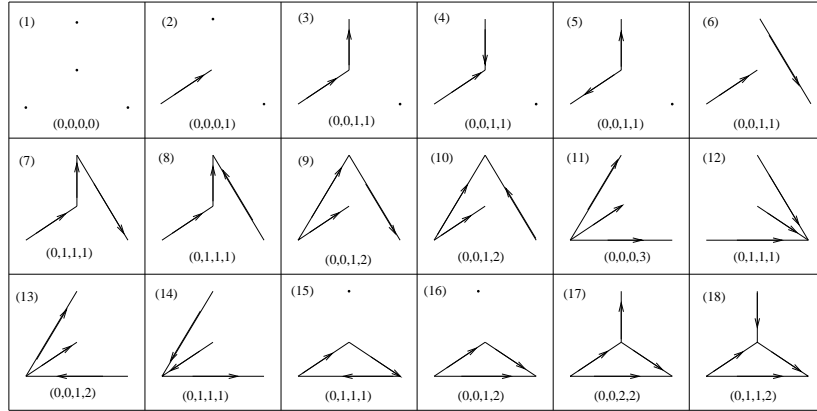 (1) (2) (3) (4) (5) (6)
(0,0,0,0) (0,0,0,1) (0,0,1,1) (0,0,1,1) (0,0,1,1) (0,0,1,1)
(7) (8) (9) (10) (11) (12)
(0,1,1,1) (0,1,1,1) (0,0,1,2) (0,0,1,2) (0,0,0,3) (0,1,1,1)
(13) (14) (15) (16) (17) (18)
(0,0,1,2) (0,1,1,1) (0,1,1,1) (0,0,1,2) (0,0,2,2) (0,1,1,2)